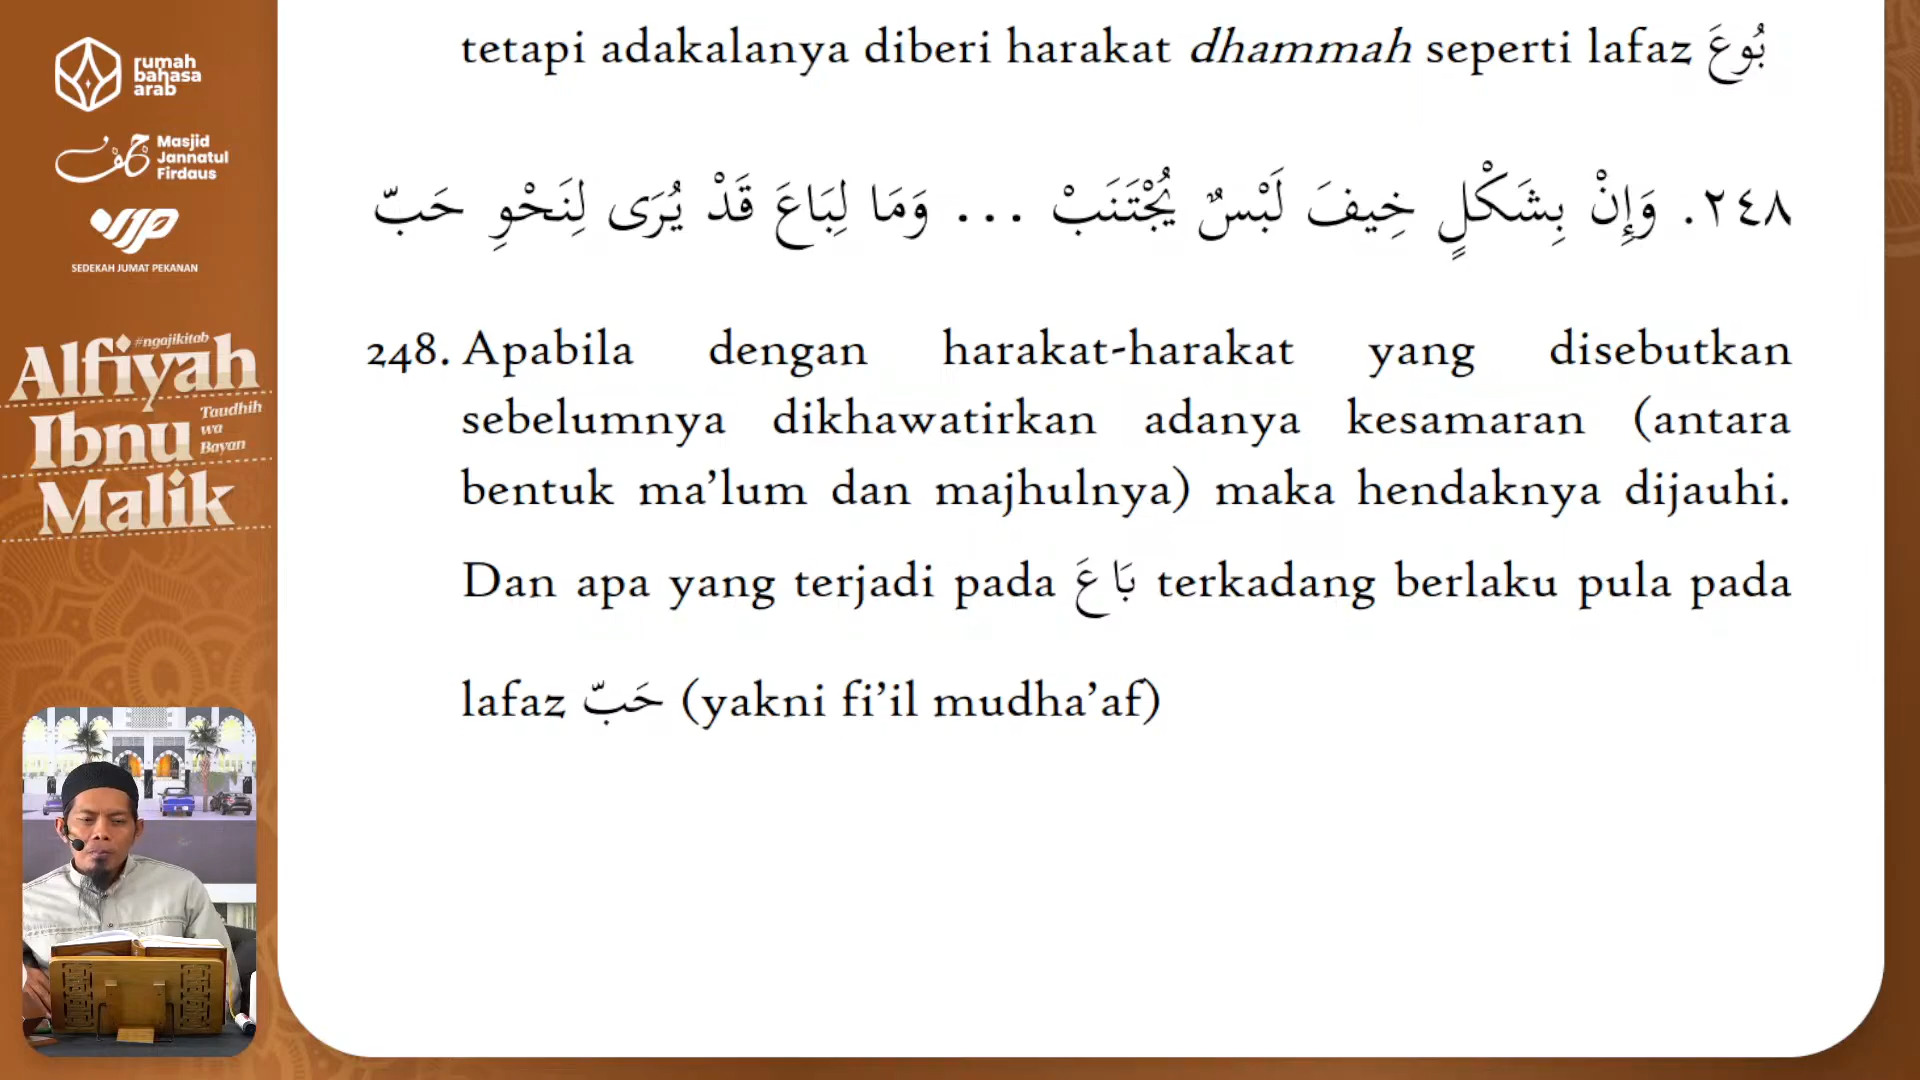 rumah
bahasa
arab
Masjid
Jannatul
Firdaus
SEDEKAH JUMAT PEKANAN
#ngajikitab
Alfiyah
Ibnu
Taudhih
wa
Bayan
Malik
tetapi adakalanya diberi harakat dhammah seperti lafaz بُوعَ
٢٤٨. وَإِنْ بِشَكْلٍ خِيفَ لَبْسٌ يُجْتَنَبْ ... وَمَا لِبَاعَ قَدْ يُرَى لِنَحْوِ حَبّ
248. Apabila dengan harakat-harakat yang disebutkan
sebelumnya dikhawatirkan adanya kesamaran (antara
bentuk ma’lum dan majhulnya) maka hendaknya dijauhi.
Dan apa yang terjadi pada بَاعَ terkadang berlaku pula pada
lafaz حَبّ (yakni fi’il mudha’af)